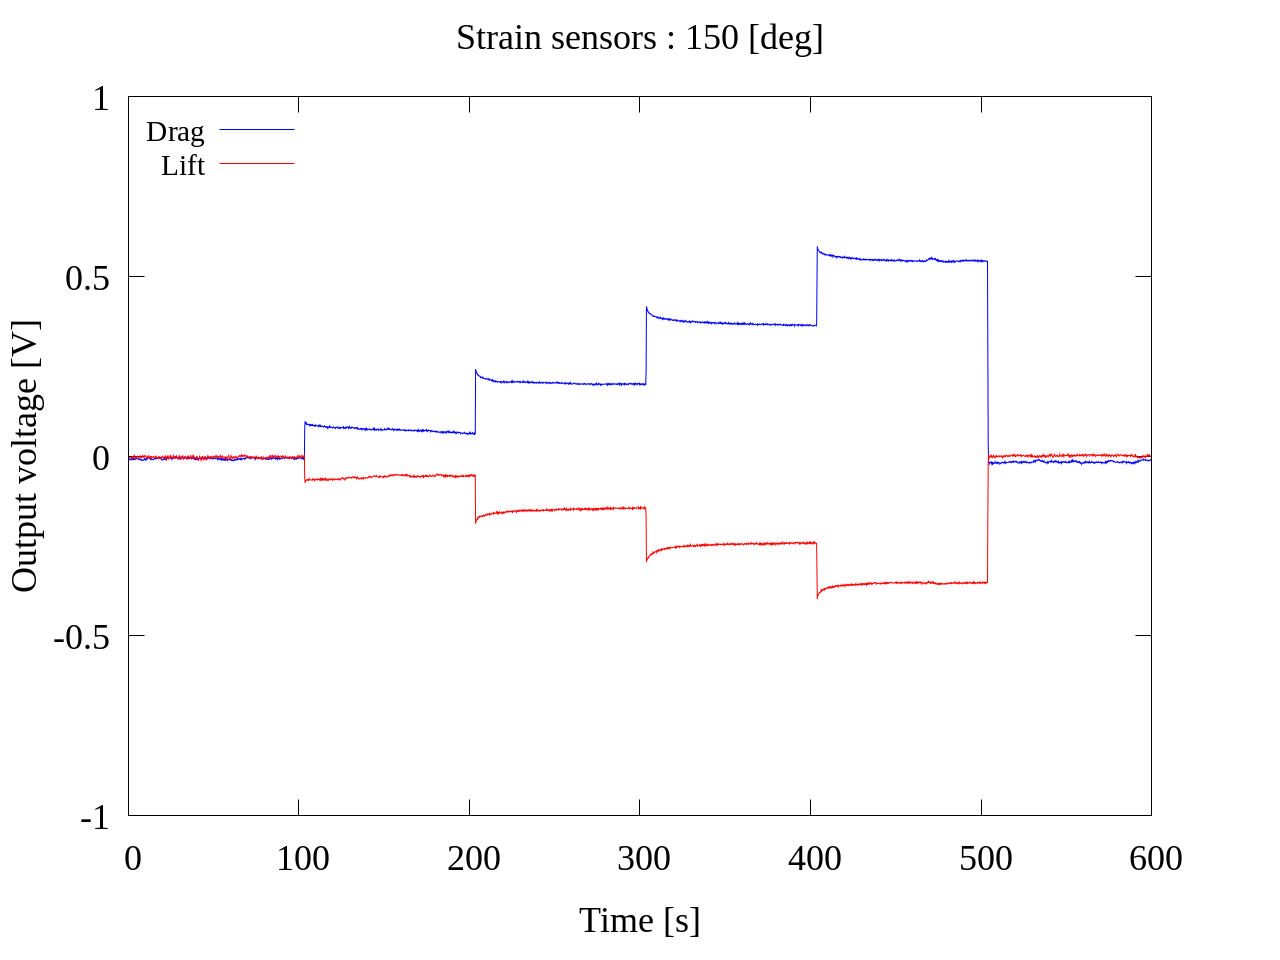 Strain sensors : 150 [deg]
Drag
Lift
1
0.5
0
-0.5
-1
Output voltage [V]
0 100 200 300 400 500 600
Time [s]